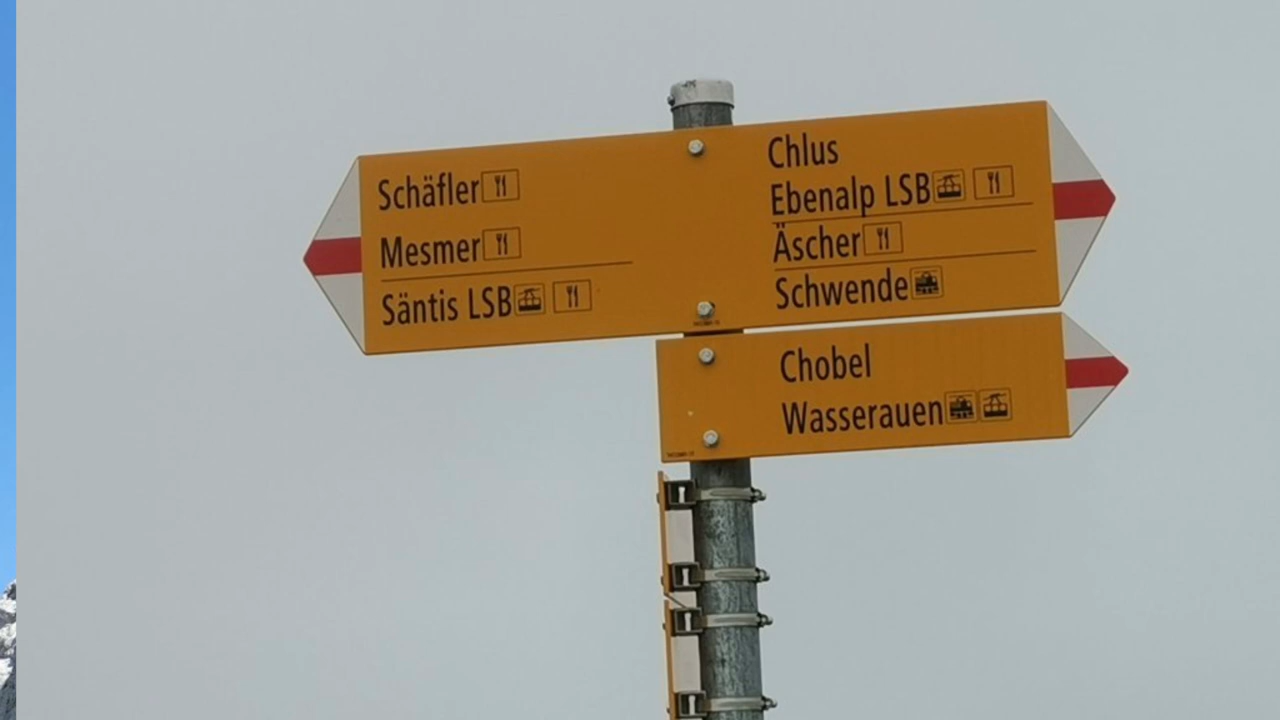 Schäfler
Mesmer
Säntis LSB
Chlus
Ebenalp LSB
Äscher
Schwende
Chobel
Wasserauen